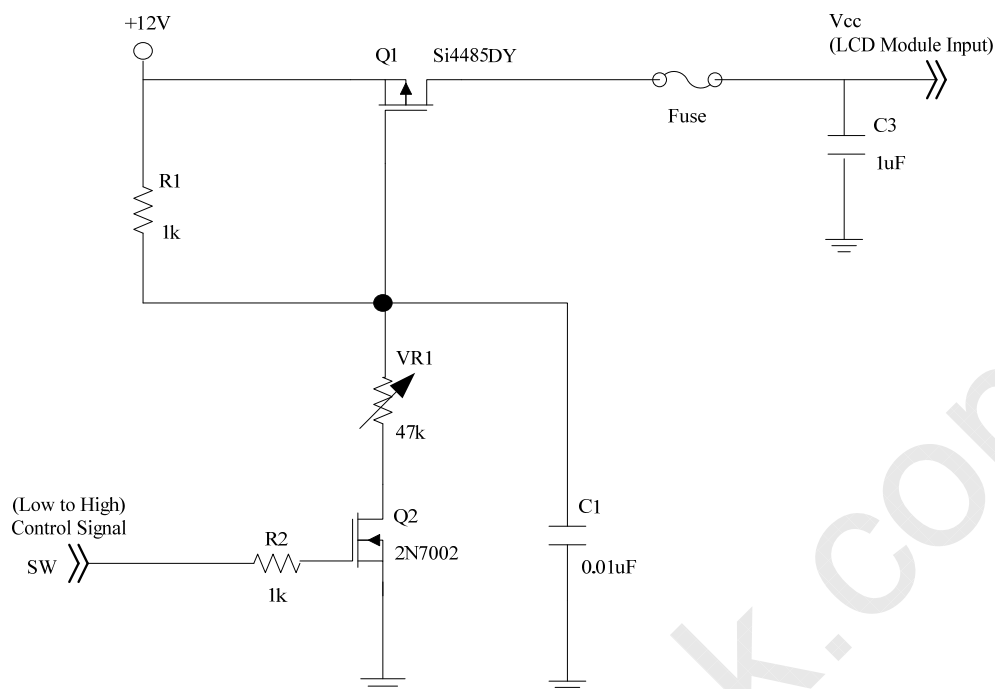 +12V
Q1
Si4485DY
Vcc
(LCD Module Input)
Fuse
C3
1uF
R1
1k
VR1
47k
(Low to High)
Control Signal
SW
R2
1k
Q2
2N7002
C1
0.01uF
k.com